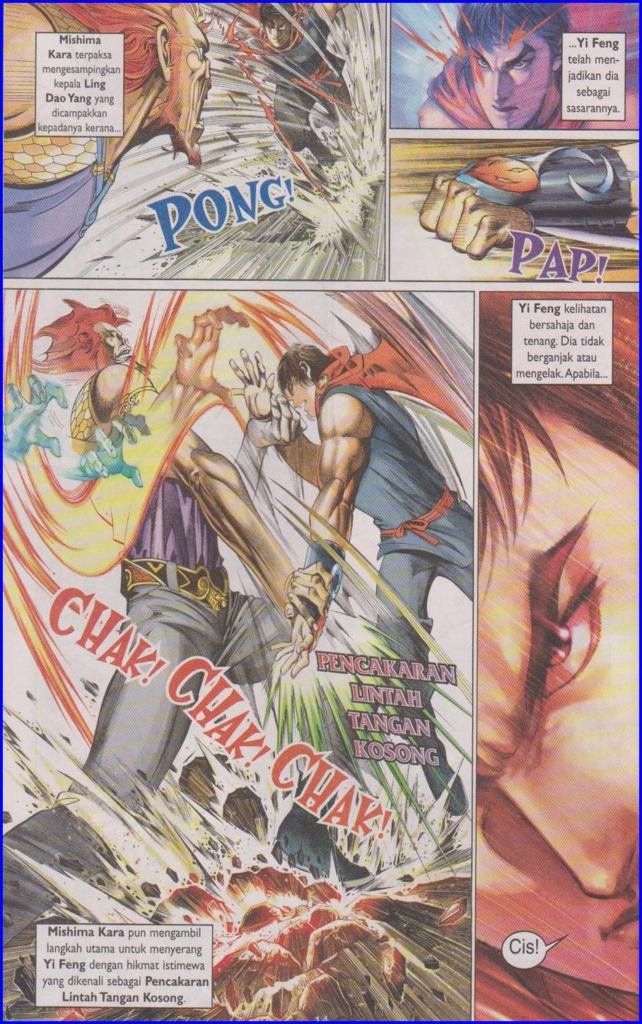 Mishima
Kara terpaksa
mengesampingkan
kepala Ling
Dao Yang yang
dicampakkan
kepadanya kerana...
PONG!
...Yi Feng
telah men-
jadikan dia
sebagai
sasarannya.
PAP!
CHAK! CHAK! CHAK!
PENCAKARAN
LINTAH
TANGAN
KOSONG
Mishima Kara pun mengambil
langkah utama untuk menyerang
Yi Feng dengan hikmat istimewa
yang dikenali sebagai Pencakaran
Lintah Tangan Kosong.
Yi Feng kelihatan
bersahaja dan
tenang. Dia tidak
berganjak atau
mengelak. Apabila...
Cis!
14